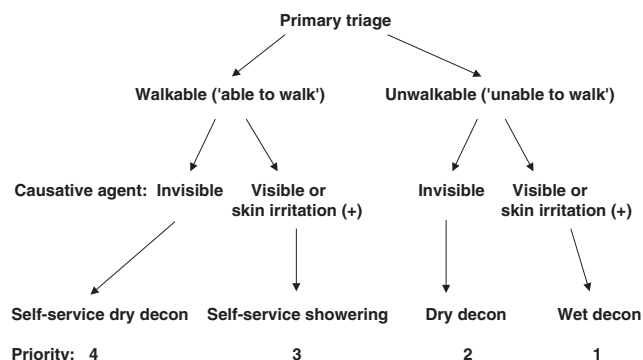 Primary triage
Walkable ('able to walk') Unwalkable ('unable to walk')
Causative agent: Invisible Visible or Invisible Visible or
skin irritation (+) skin irritation (+)
Self-service dry decon Self-service showering Dry decon Wet decon
Priority: 4 3 2 1